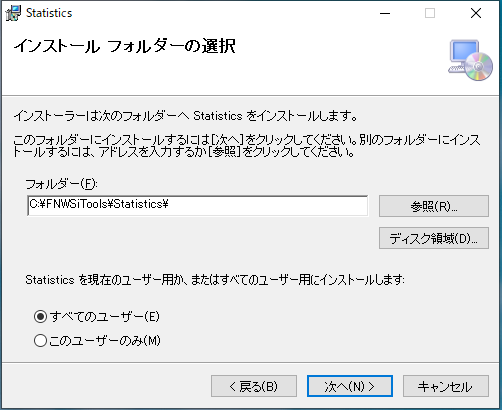 Statistics
インストール フォルダーの選択
インストーラーは次のフォルダーへ Statistics をインストールします。
このフォルダーにインストールするには[次へ]をクリックしてください。別のフォルダーにインス
トールするには、アドレスを入力するか[参照]をクリックしてください。
フォルダー(F):
C:¥FNWSiTools¥Statistics¥
参照(R)...
ディスク領域(D)...
Statistics を現在のユーザー用か、またはすべてのユーザー用にインストールします:
すべてのユーザー(E)
このユーザーのみ(M)
< 戻る(B)
次へ(N) >
キャンセル